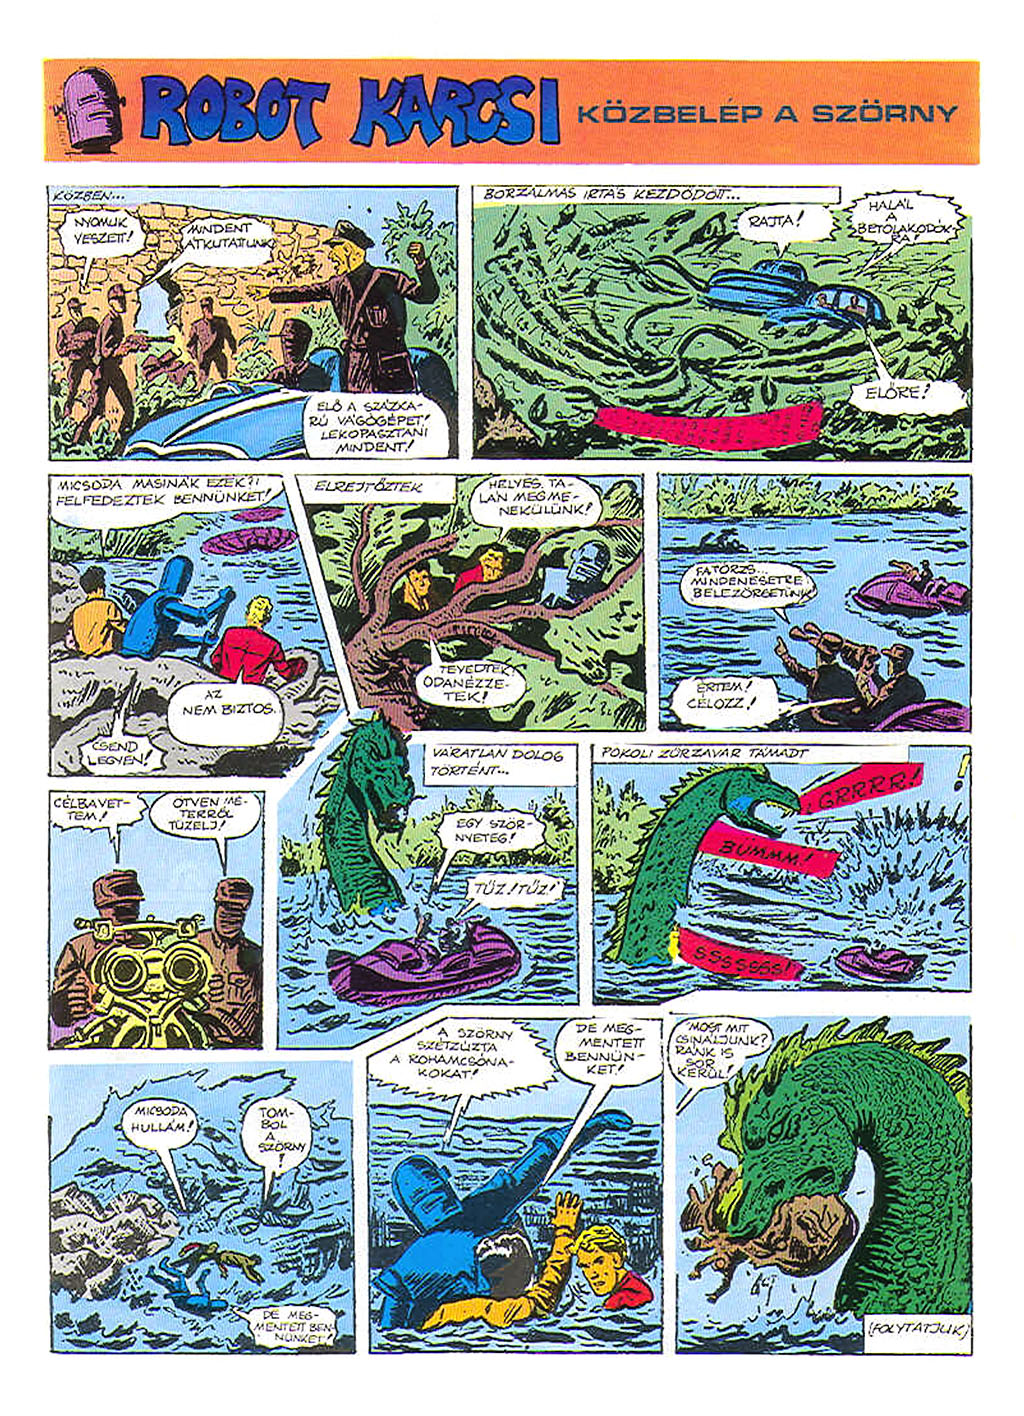 ROBOT KARCSI
KÖZBELÉP A SZÖRNY
KÖZBEN...
NYOMUK
VESZETT!
MINDENT
ÁTKUTATTUNK.
ELŐ A SZÁZKA-
RÚ VÁGÓGÉPET!
LEKOPASZTANI
MINDENT!
BORZALMAS IRTÁS KEZDŐDÖTT...
RAJTA!
HALÁL
A
BETOLAKODÓK-
RA!
ELŐRE!
MICSODA MASINÁK EZEK?!
FELFEDEZTEK BENNÜNKET!
AZ
NEM BIZTOS.
CSEND
LEGYEN!
ELREJTŐZTEK
HELYES, TA-
LÁN MEGME-
NEKÜLÜNK!
TÉVEDTEK!
ODANÉZZE-
TEK!
FATÖRZS...
MINDENESETRE
BELEZÖRGETÜNK!
ÉRTEM!
CÉLOZZ!
CÉLBAVET-
TEM!
ÖTVEN MÉ-
TERRŐL
TÜZELJ!
VÁRATLAN DOLOG
TÖRTÉNT...
EGY SZÖR-
NYETEG!
TŰZ! TŰZ!
POKOLI ZŰRZAVAR TÁMADT
GRRRR!
!
BÜMMM!
SSSSSSS!
MICSODA
HULLÁM!
TOM-
BOL
A
SZÖRNY
!
DE MEG-
MENTETT BEN-
NÜNKET!
A SZÖRNY
SZÉTZÚZTA
A ROHAMCSÓNA-
KOKAT!
DE MEG-
MENTETT
BENNÜN-
KET!
MOST MIT
CSINÁLJUNK?
RÁNK IS
SOR
KERÜL!
(FOLYTATJUK)